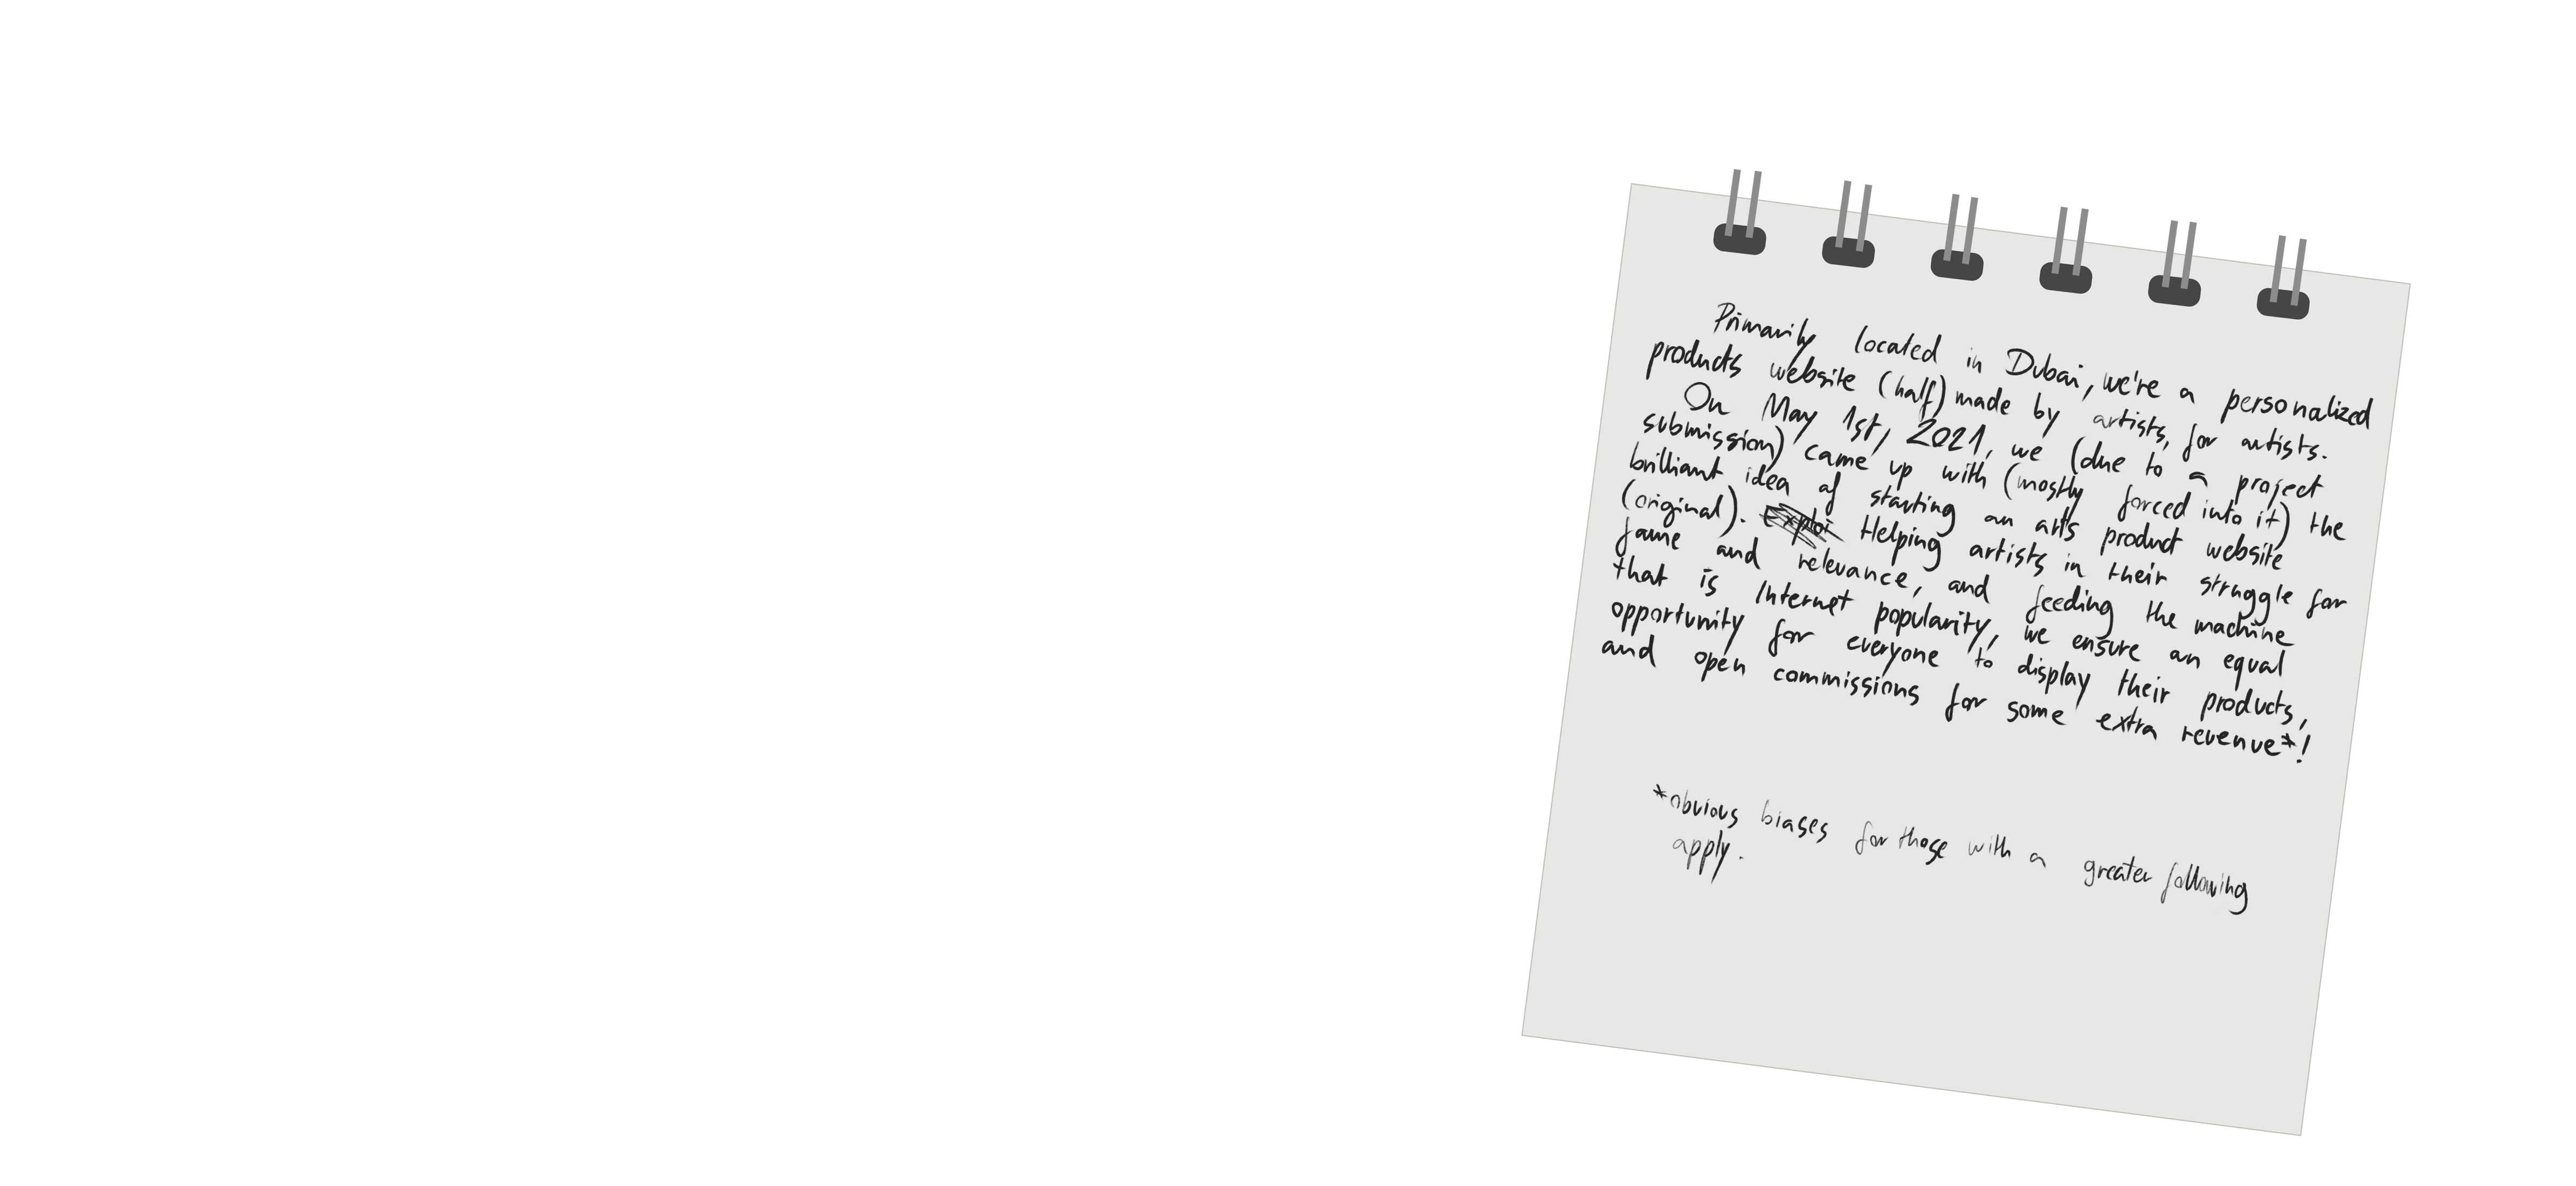 Primarily located in Dubai, we're a personalized
products website (half) made by artists, for artists.
On May 1st, 2021, we (due to a project
submission) came up with (mostly forced into it) the
brilliant idea of starting an arts product website
(original). Exploi Helping artists in their struggle for
fame and relevance, and feeding the machine
that is Internet popularity, we ensure an equal
opportunity for everyone to display their products,
and open commissions for some extra revenue*!
*obvious biases for those with a greater following
apply.